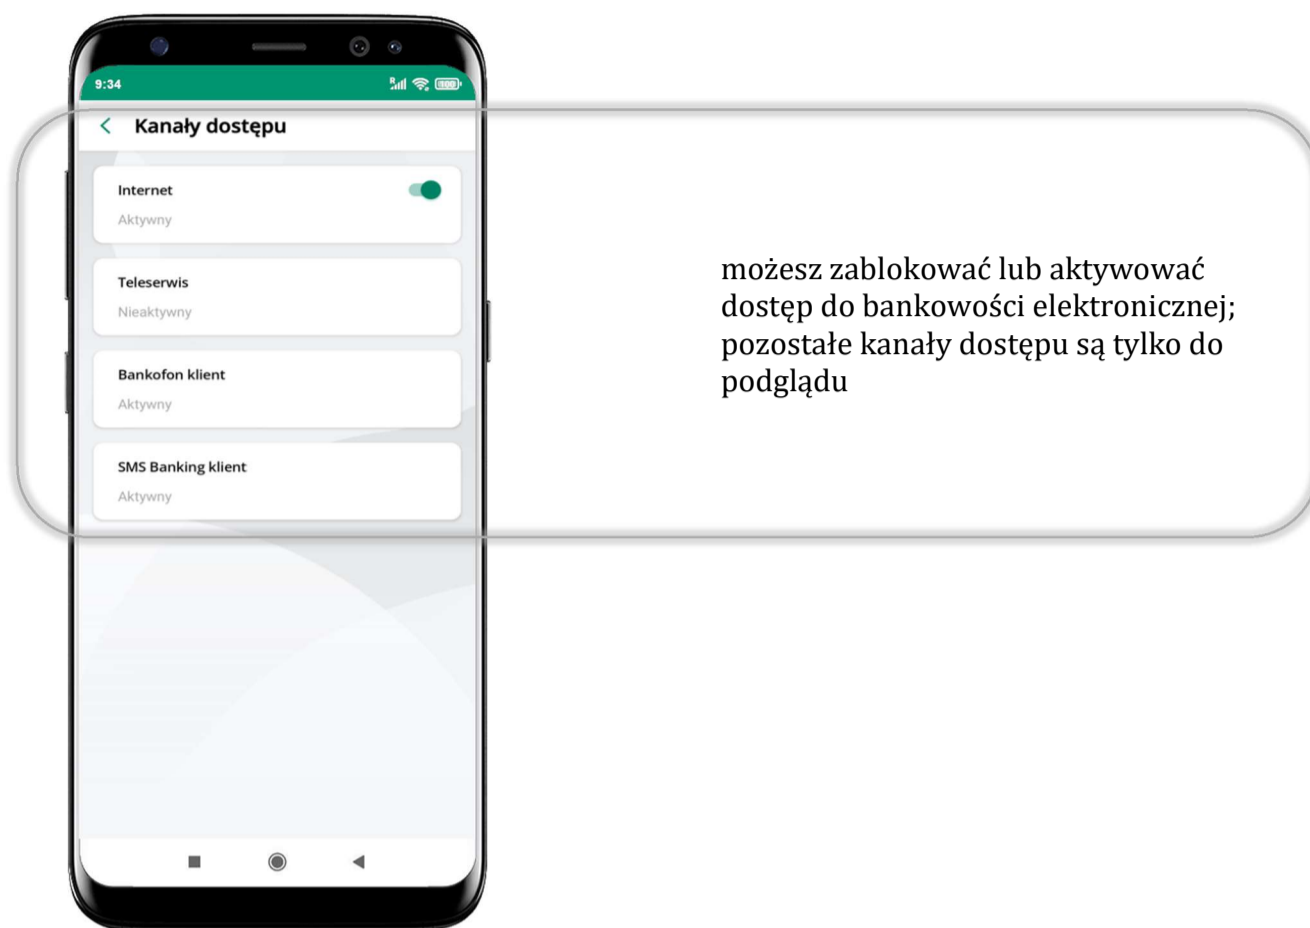 9:34
Kanały dostępu
Internet
Aktywny
Teleserwis
Nieaktywny
Bankofon klient
Aktywny
SMS Banking klient
Aktywny
możesz zablokować lub aktywować
dostęp do bankowości elektronicznej;
pozostałe kanały dostępu są tylko do
podglądu